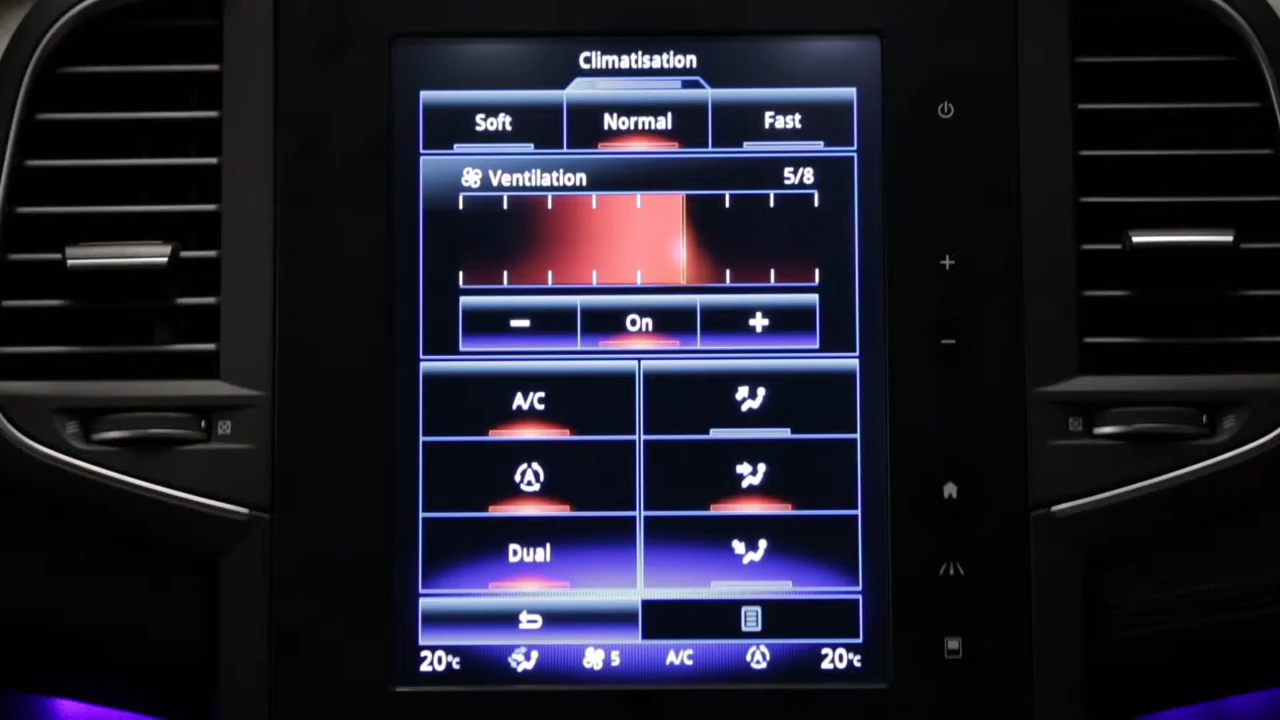 Climatisation
Soft Normal Fast
Ventilation 5/8
− On +
A/C
A
Dual
20°C 5 A/C A 20°C
+
−